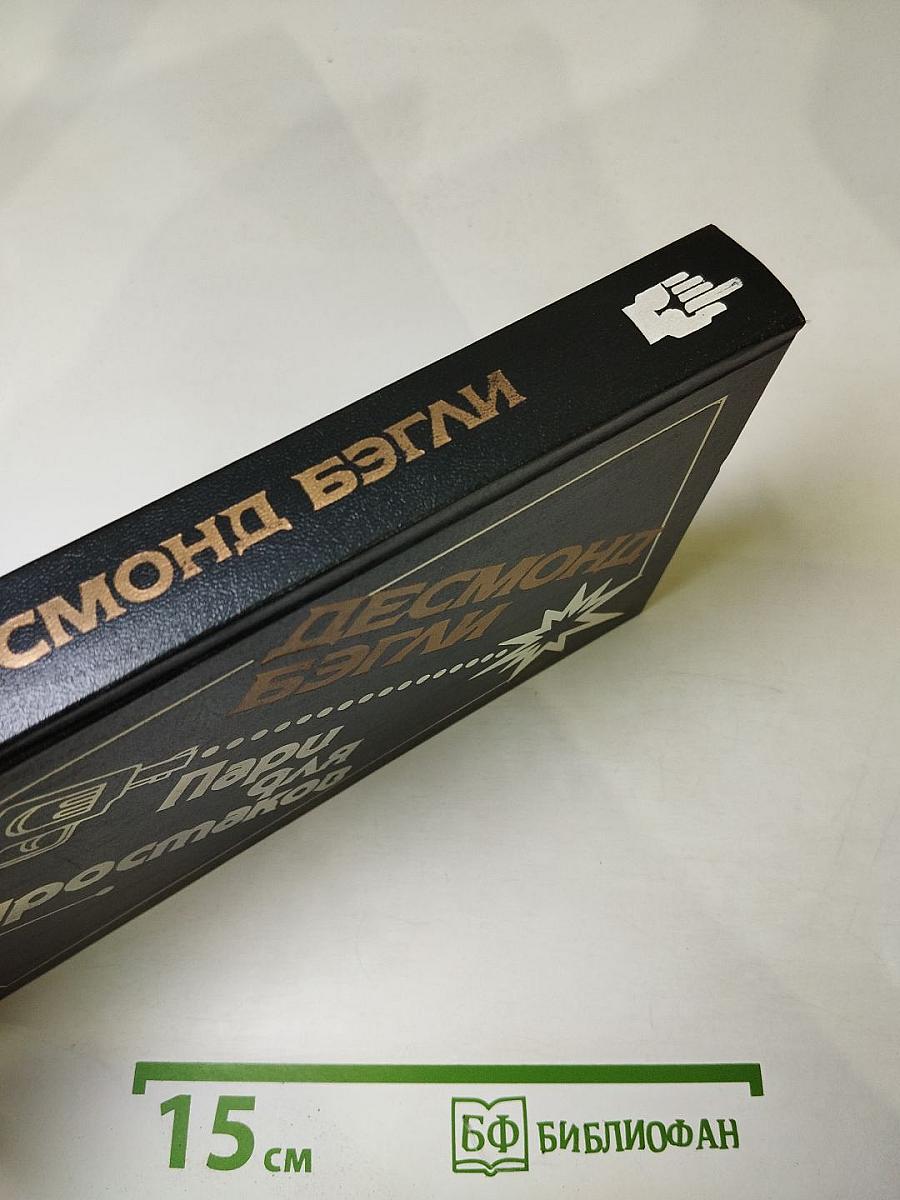 СМОНД БЭГЛИ
ДЕСМОНД
БЭГЛИ
Пари
для
простаков
15 см
БФ БИБЛИОФАН